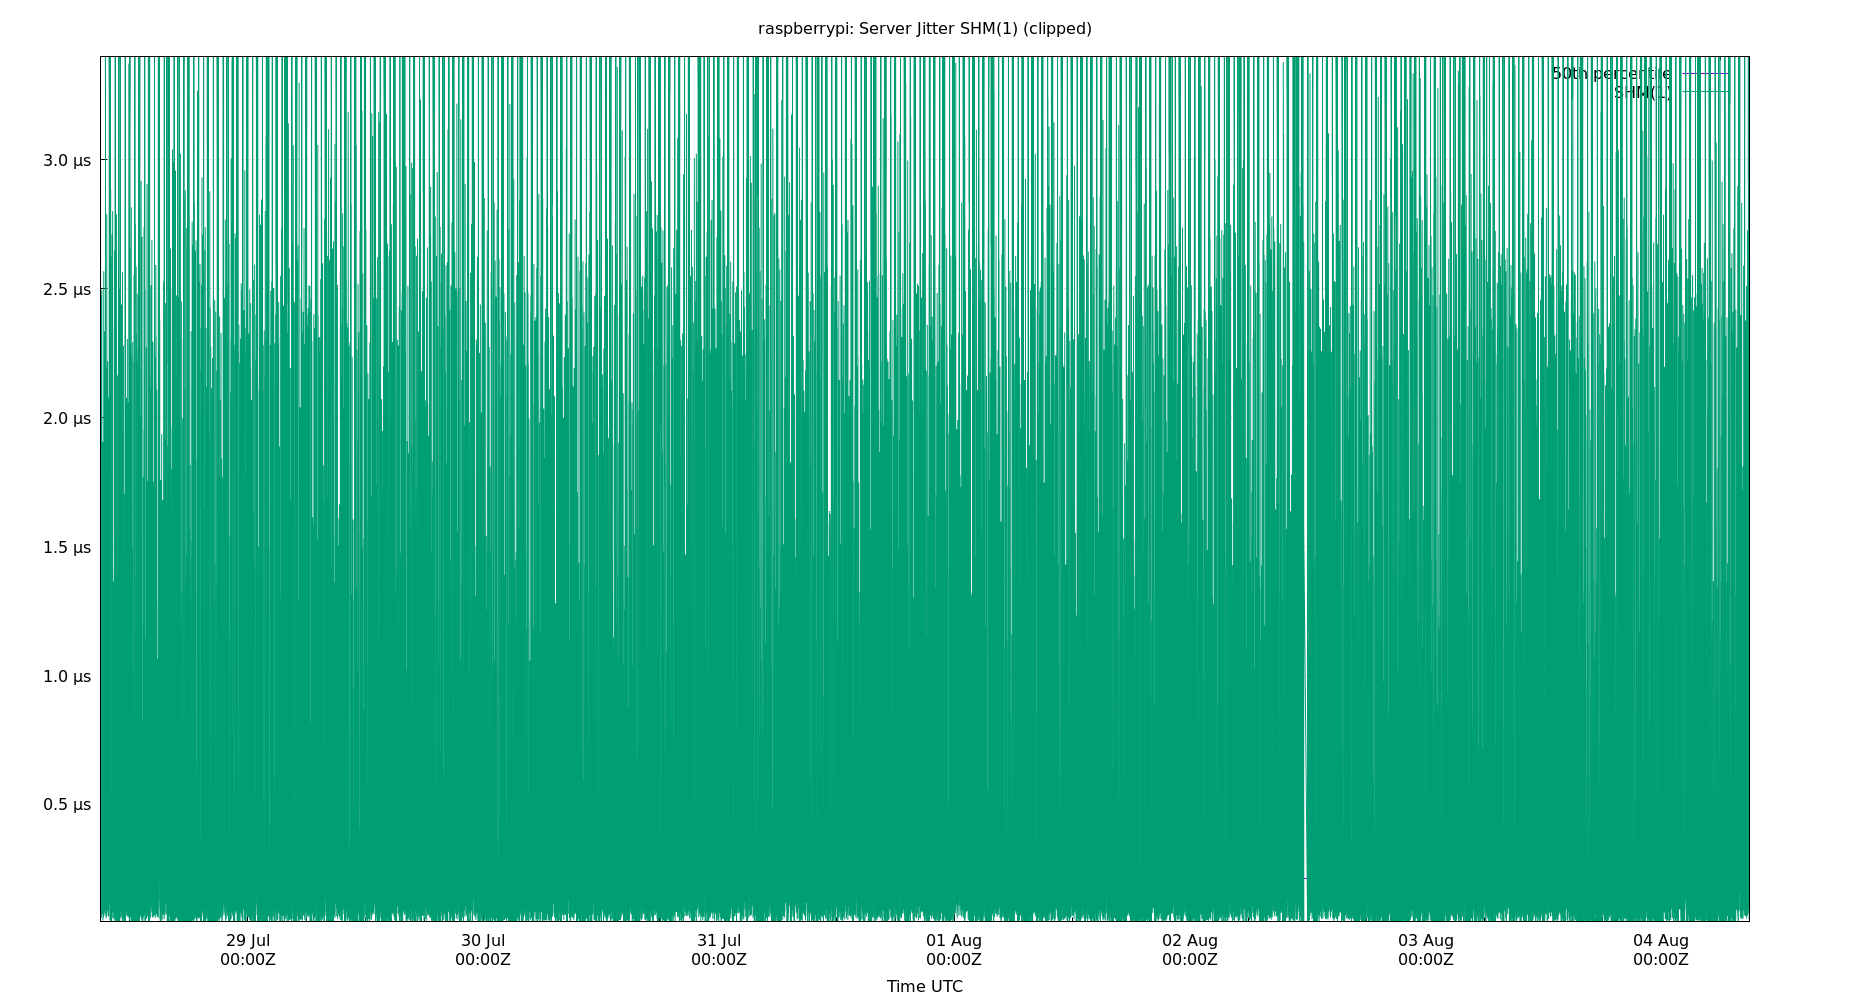 raspberrypi: Server Jitter SHM(1) (clipped)
50th percentile
SHM(1)
3.0 µs
2.5 µs
2.0 µs
1.5 µs
1.0 µs
0.5 µs
29 Jul 30 Jul 31 Jul 01 Aug 02 Aug 03 Aug 04 Aug
00:00Z 00:00Z 00:00Z 00:00Z 00:00Z 00:00Z 00:00Z
Time UTC